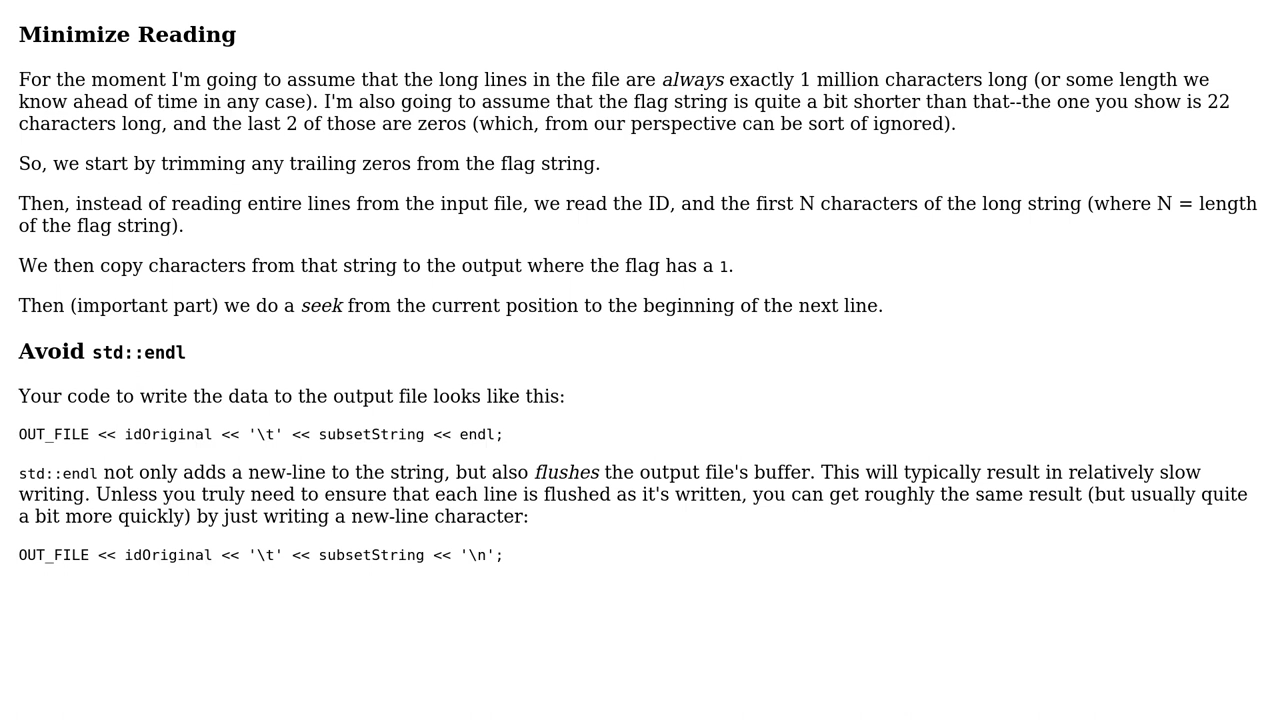 Minimize Reading
For the moment I'm going to assume that the long lines in the file are always exactly 1 million characters long (or some length we
know ahead of time in any case). I'm also going to assume that the flag string is quite a bit shorter than that--the one you show is 22
characters long, and the last 2 of those are zeros (which, from our perspective can be sort of ignored).
So, we start by trimming any trailing zeros from the flag string.
Then, instead of reading entire lines from the input file, we read the ID, and the first N characters of the long string (where N = length
of the flag string).
We then copy characters from that string to the output where the flag has a 1.
Then (important part) we do a seek from the current position to the beginning of the next line.
Avoid std::endl
Your code to write the data to the output file looks like this:
OUT_FILE << idOriginal << '\t' << subsetString << endl;
std::endl not only adds a new-line to the string, but also flushes the output file's buffer. This will typically result in relatively slow
writing. Unless you truly need to ensure that each line is flushed as it's written, you can get roughly the same result (but usually quite
a bit more quickly) by just writing a new-line character:
OUT_FILE << idOriginal << '\t' << subsetString << '\n';